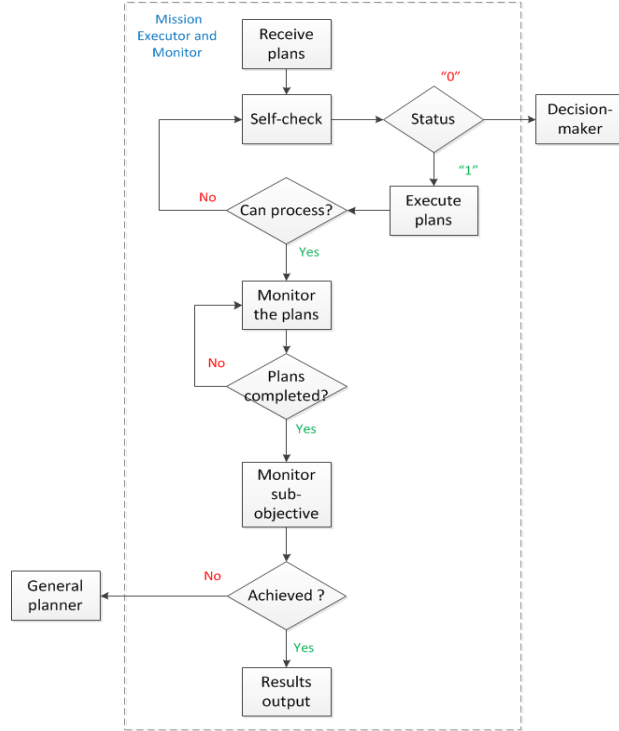 Mission
Executor and
Monitor
Receive
plans
"0"
Self-check
Status
Decision-
maker
"1"
Execute
plans
No
Can process?
Yes
Monitor
the plans
No
Plans
completed?
Yes
Monitor
sub-
objective
No
General
planner
Achieved ?
Yes
Results
output